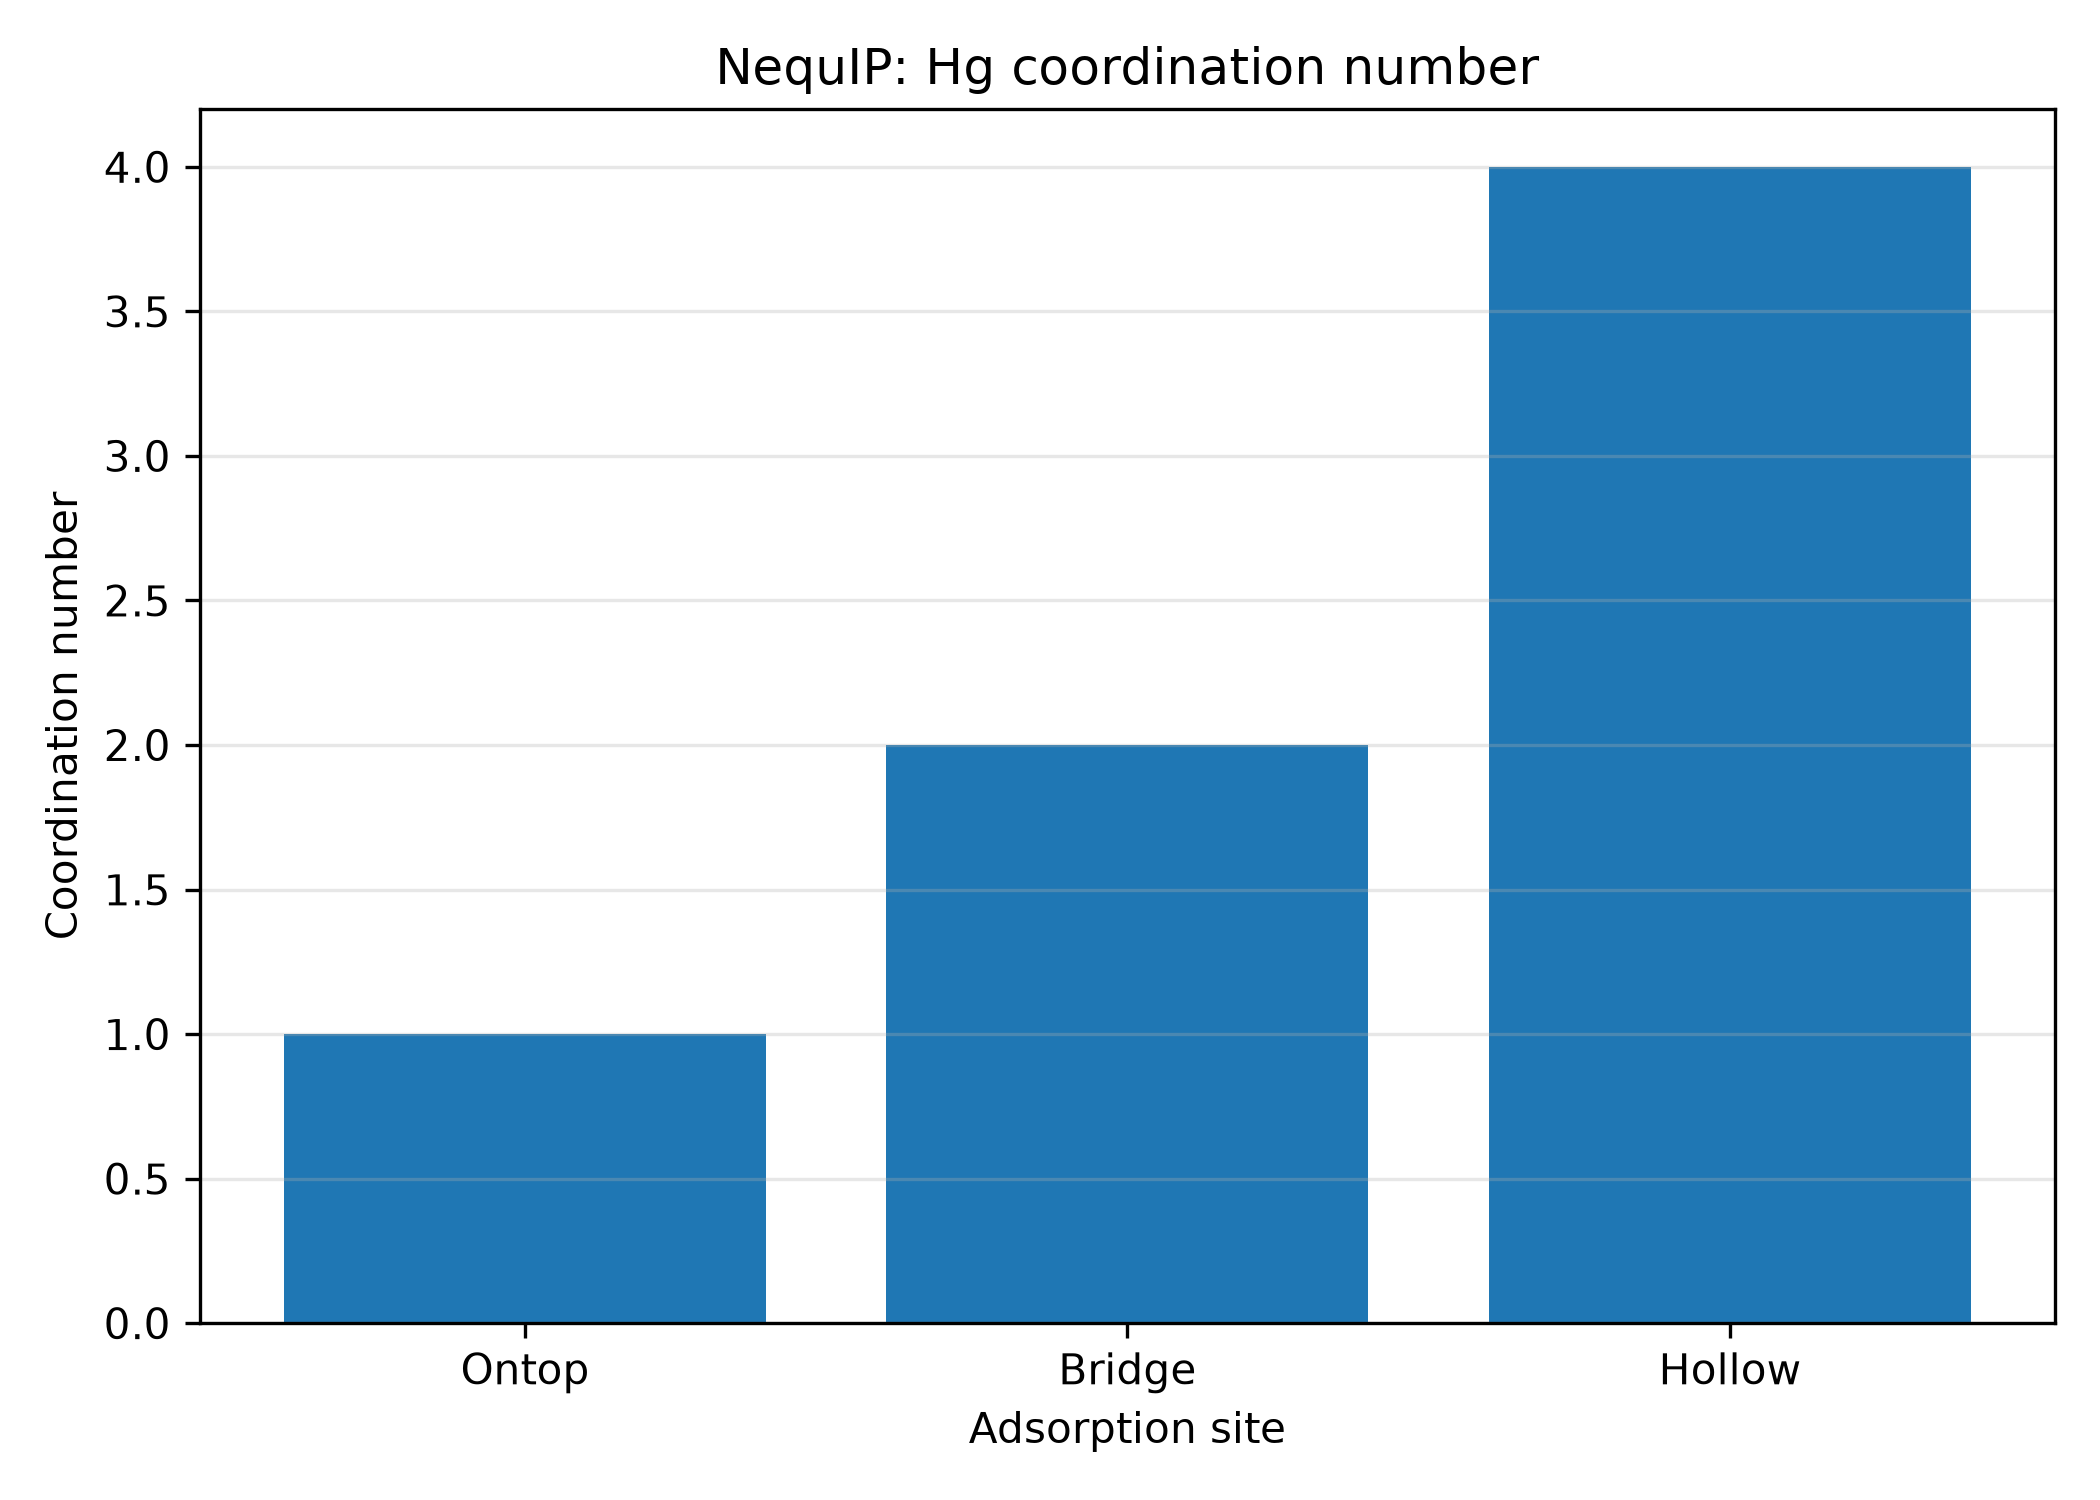 NequIP: Hg coordination number
Coordination number
4.0
3.5
3.0
2.5
2.0
1.5
1.0
0.5
0.0
Ontop
Bridge
Hollow
Adsorption site